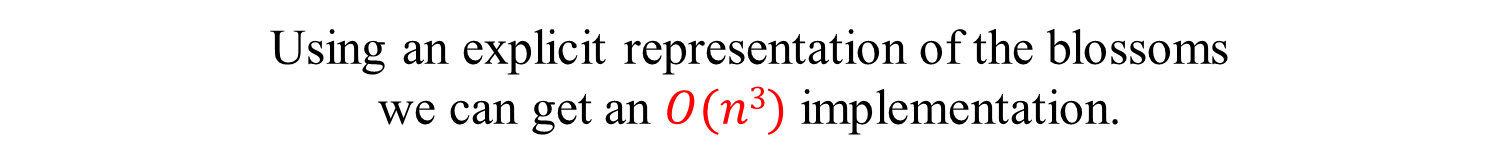 Using an explicit representation of the blossoms
we can get an O(n³) implementation.